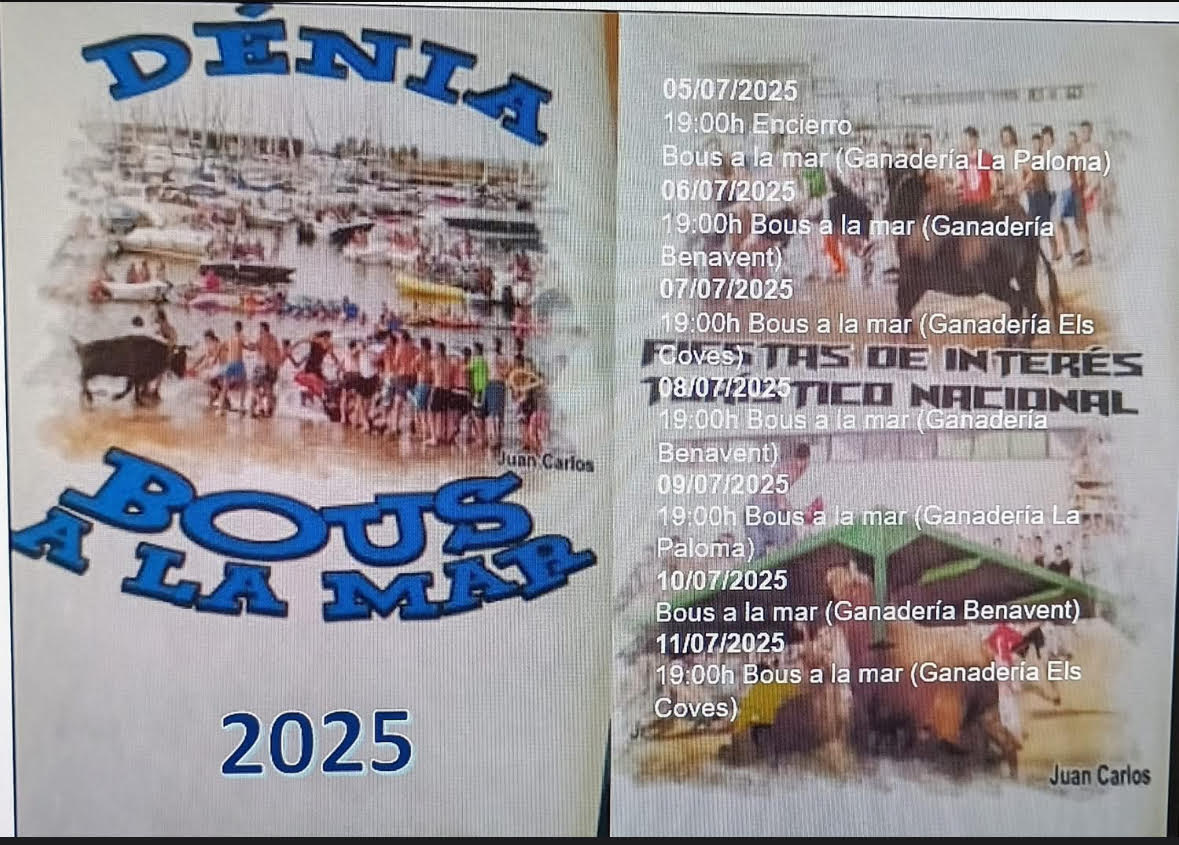 DÉNIA
Juan Carlos
BOUS
A LA MAR
2025
05/07/2025
19:00h Encierro
Bous a la mar (Ganadería La Paloma)
06/07/2025
19:00h Bous a la mar (Ganadería
Benavent)
07/07/2025
19:00h Bous a la mar (Ganadería Els
Coves)
FIESTAS DE INTERÉS
08/07/2025
TURÍSTICO NACIONAL
19:00h Bous a la mar (Ganadería
Benavent)
09/07/2025
19:00h Bous a la mar (Ganadería La
Paloma)
10/07/2025
Bous a la mar (Ganadería Benavent)
11/07/2025
19:00h Bous a la mar (Ganadería Els
Coves)
Juan Carlos